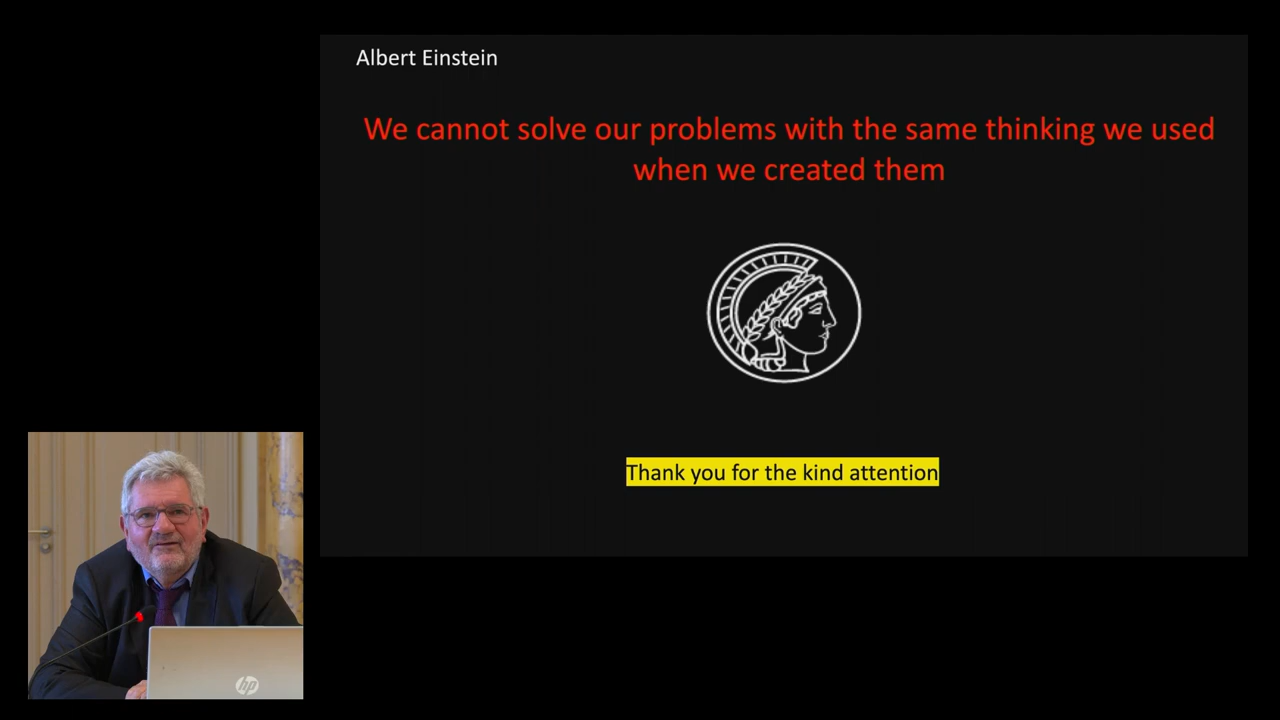 Albert Einstein
We cannot solve our problems with the same thinking we used
when we created them
Thank you for the kind attention
hp